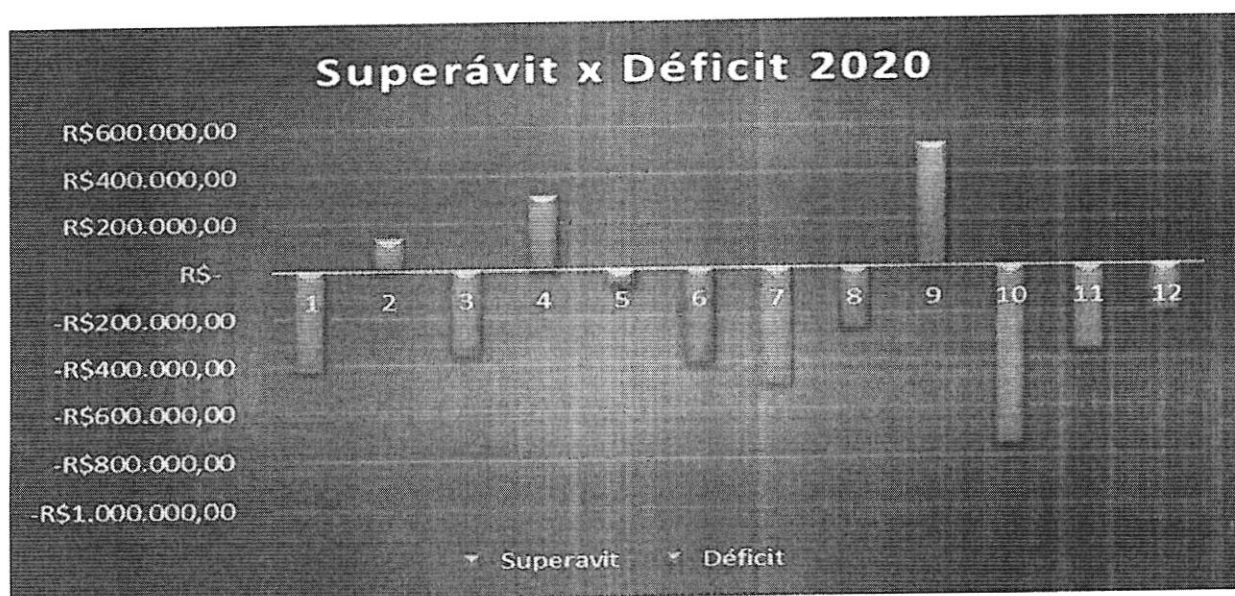 Superávit x Déficit 2020
R$600.000,00
R$400.000,00
R$200.000,00
R$-
1 2 3 4 5 6 7 8 9 10 11 12
-R$200.000,00
-R$400.000,00
-R$600.000,00
-R$800.000,00
-R$1.000.000,00
Superavit Déficit